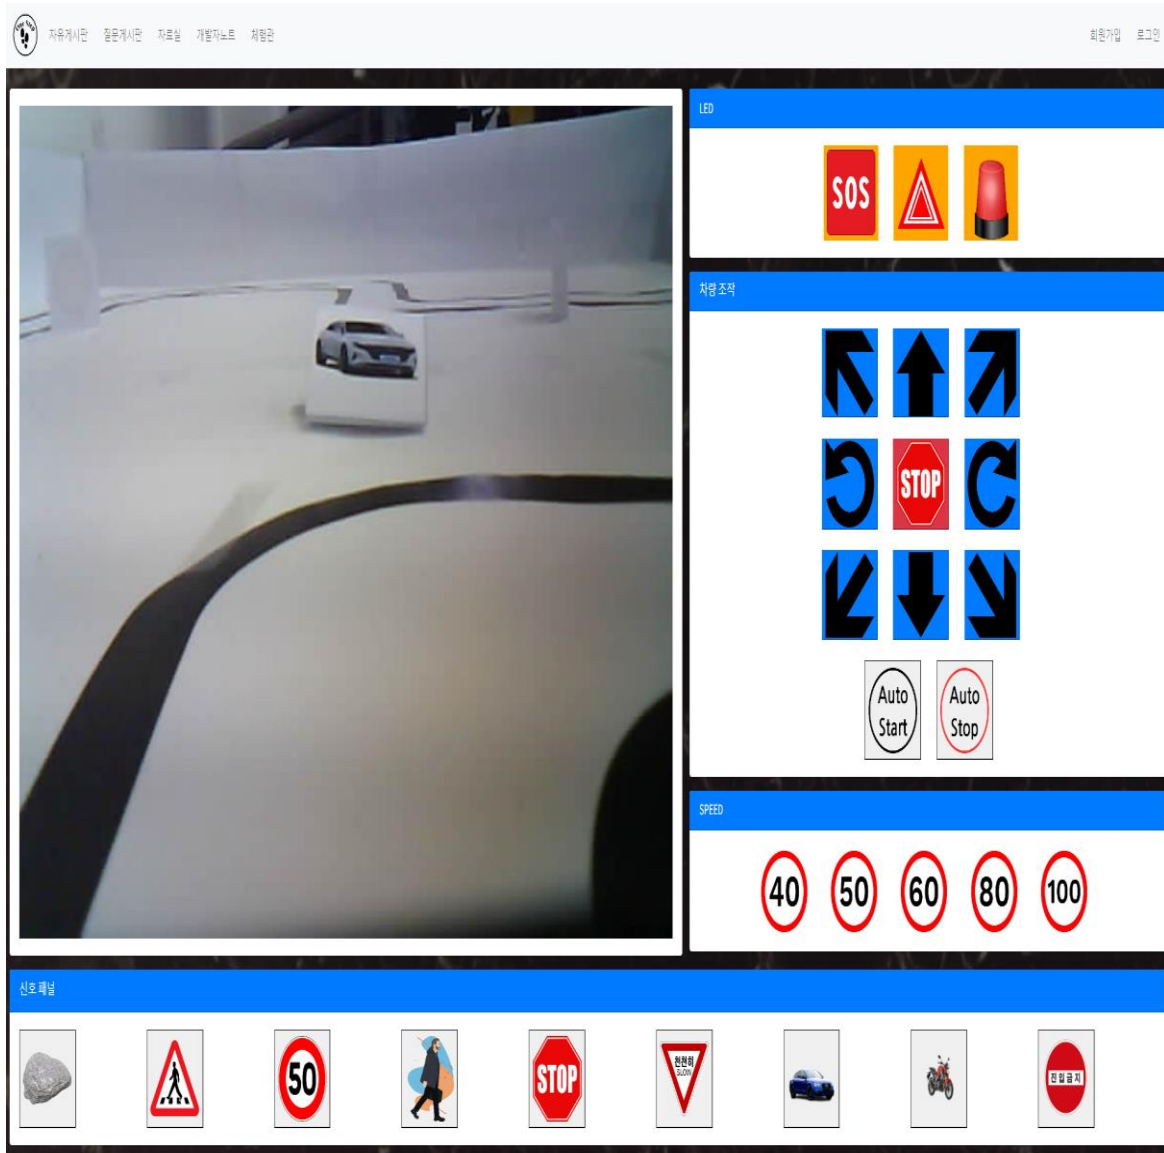 자유게시판 질문게시판 자료실 개발자노트 체험관 회원가입 로그인
LED
SOS
차량 조작
STOP
Auto
Start
Auto
Stop
SPEED
40 50 60 80 100
신호 패널
50
STOP
천천히
SLOW
진입금지